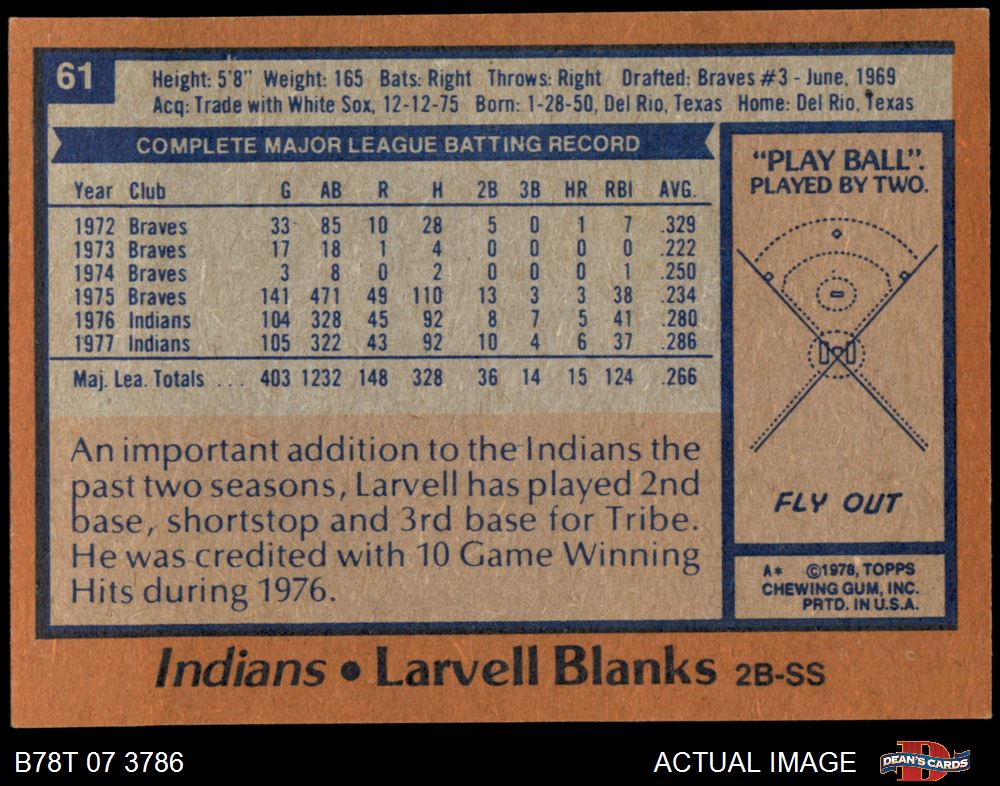 61
Height: 5'8" Weight: 165 Bats: Right Throws: Right Drafted: Braves #3 - June, 1969
Acq: Trade with White Sox, 12-12-75 Born: 1-28-50, Del Rio, Texas Home: Del Rio, Texas
COMPLETE MAJOR LEAGUE BATTING RECORD
Year Club G AB R H 2B 3B HR RBI AVG.
1972 Braves 33 85 10 28 5 0 1 7 .329
1973 Braves 17 18 1 4 0 0 0 0 .222
1974 Braves 3 8 0 2 0 0 0 1 .250
1975 Braves 141 471 49 110 13 3 3 38 .234
1976 Indians 104 328 45 92 8 7 5 41 .280
1977 Indians 105 322 43 92 10 4 6 37 .286
Maj. Lea. Totals ... 403 1232 148 328 36 14 15 124 .266
An important addition to the Indians the
past two seasons, Larvell has played 2nd
base, shortstop and 3rd base for Tribe.
He was credited with 10 Game Winning
Hits during 1976.
"PLAY BALL".
PLAYED BY TWO.
FLY OUT
A* ©1978, TOPPS
CHEWING GUM, INC.
PRTD. IN U.S.A.
Indians • Larvell Blanks 2B-SS
B78T 07 3786
ACTUAL IMAGE
DEAN'S CARDS